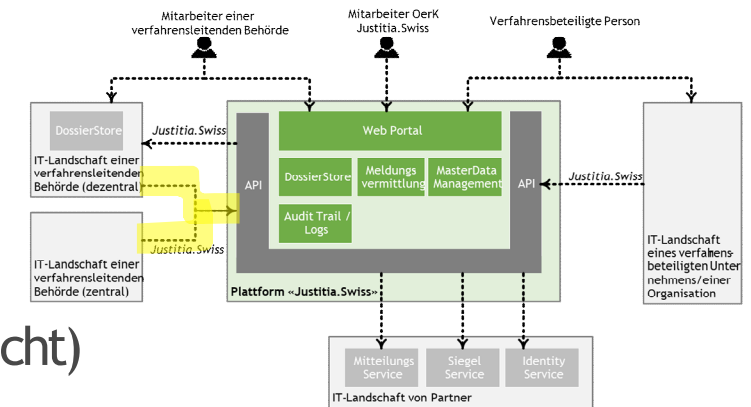 Mitarbeiter einer
verfahrensleitenden Behörde
Mitarbeiter OerK
Justitia.Swiss
Verfahrensbeteiligte Person
DossierStore
IT-Landschaft einer
verfahrensleitenden
Behörde (dezentral)
Justitia.Swiss
Justitia.Swiss
IT-Landschaft einer
verfahrensleitenden
Behörde (zentral)
API
Web Portal
DossierStore
Meldungs
vermittlung
MasterData
Management
Audit Trail /
Logs
API
Plattform «Justitia.Swiss»
Justitia.Swiss
IT-Landschaft
eines verfahrens-
beteiligten Unter
nehmens/einer
Organisation
cht)
Mitteilungs
Service
Siegel
Service
Identity
Service
IT-Landschaft von Partner